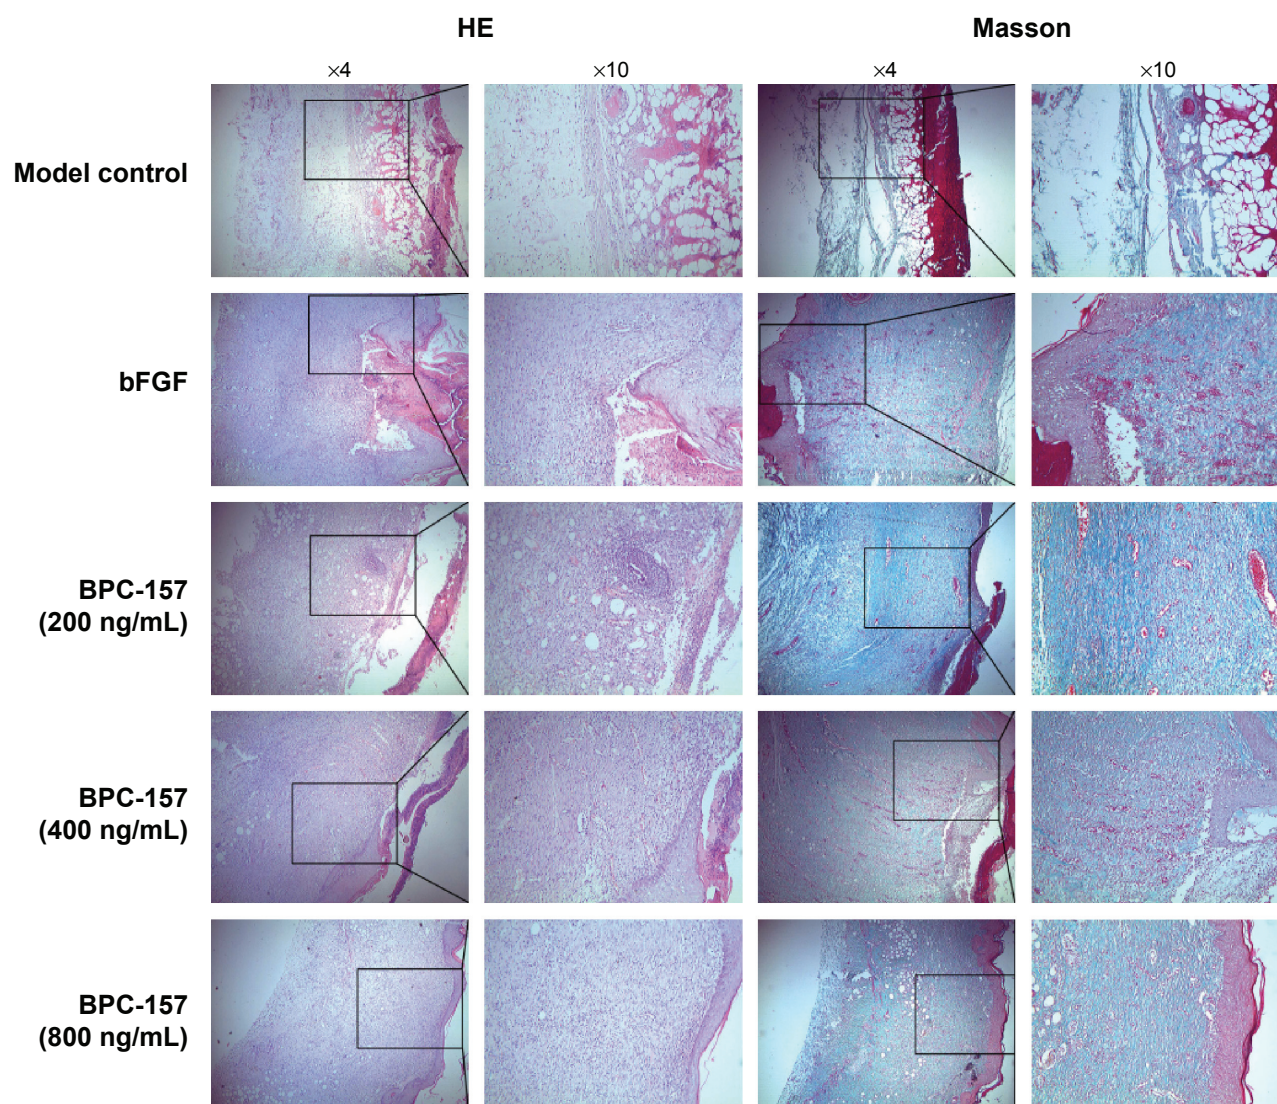 HE
Masson
×4
×10
×4
×10
Model control
bFGF
BPC-157
(200 ng/mL)
BPC-157
(400 ng/mL)
BPC-157
(800 ng/mL)